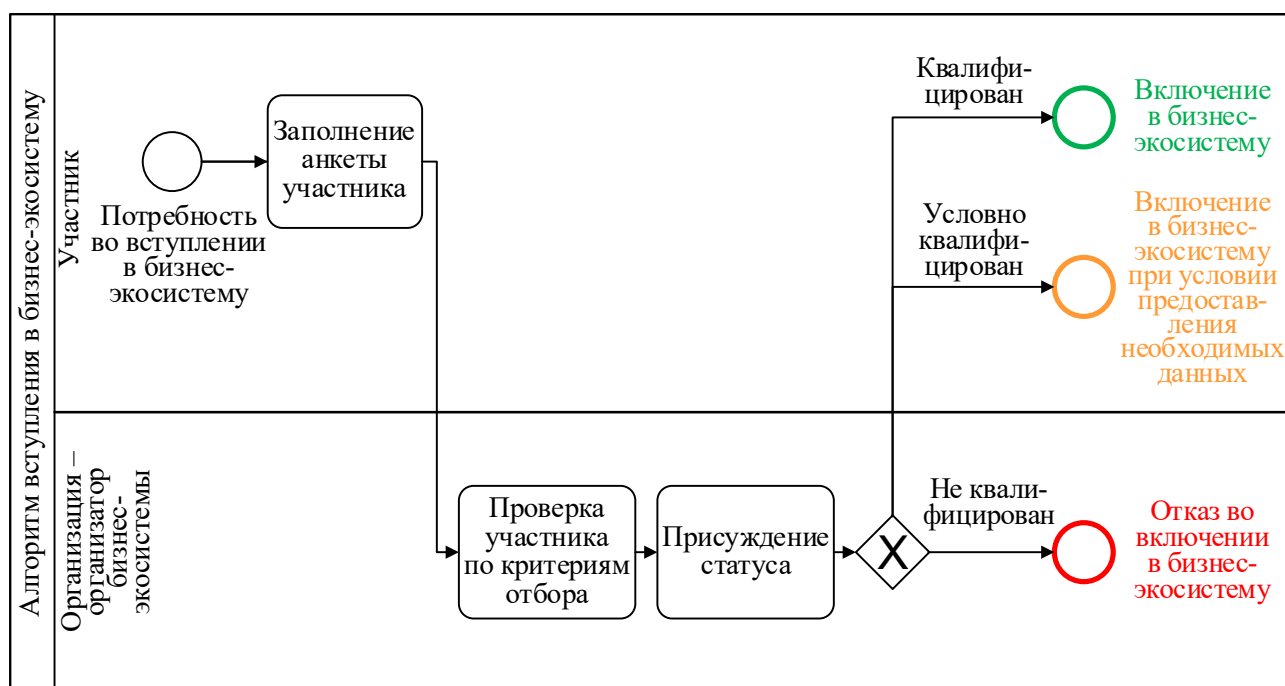 Алгоритм вступления в бизнес-экосистему
Участник
Потребность
во вступлении
в бизнес-
экосистему
Заполнение
анкеты
участника
Квалифи-
цирован
Включение
в бизнес-
экосистему
Условно
квалифи-
цирован
Включение
в бизнес-
экосистему
при условии
предостав-
ления
необходимых
данных
Организация –
организатор
бизнес-
экосистемы
Проверка
участника
по критериям
отбора
Присуждение
статуса
X
Не квали-
фицирован
Отказ во
включении
в бизнес-
экосистему